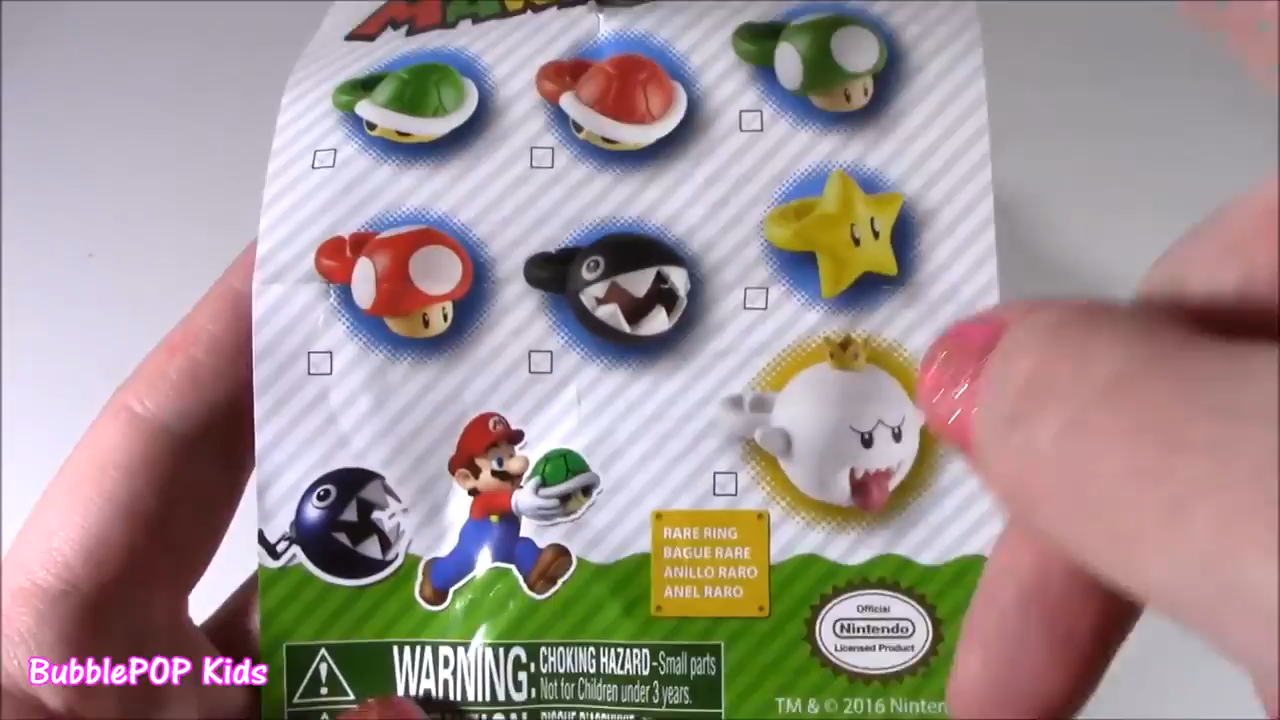 RARE RING
BAGUE RARE
ANILLO RARO
ANEL RARO
Official
Nintendo
Licensed Product
WARNING: CHOKING HAZARD - Small parts
Not for Children under 3 years.
TM & © 2016 Ninten
BubblePOP Kids